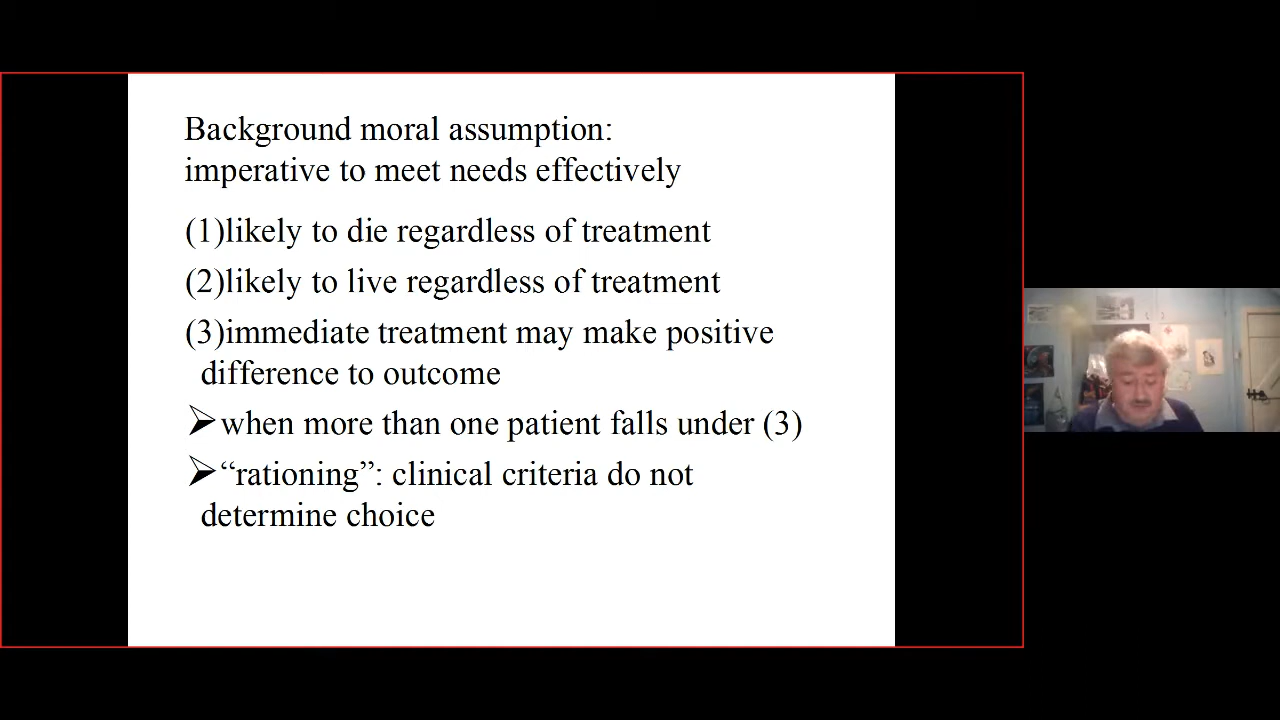 Background moral assumption:
imperative to meet needs effectively
(1)likely to die regardless of treatment
(2)likely to live regardless of treatment
(3)immediate treatment may make positive
difference to outcome
➢when more than one patient falls under (3)
➢“rationing”: clinical criteria do not
determine choice